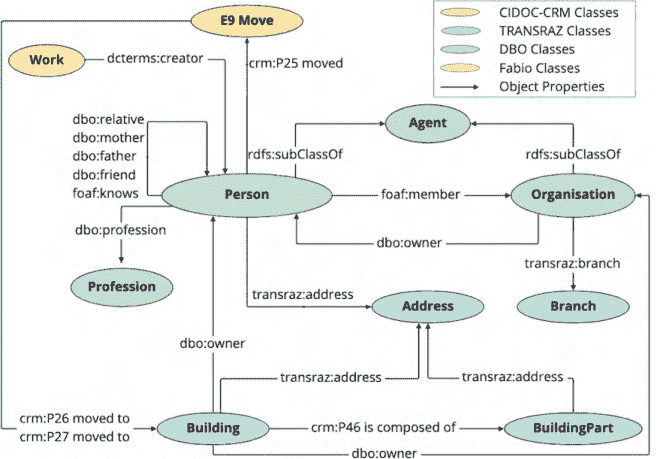 E9 Move
CIDOC-CRM Classes
TRANSRAZ Classes
DBO Classes
Fabio Classes
Object Properties
Work
dcterms:creator
crm:P25 moved
dbo:relative
dbo:mother
dbo:father
dbo:friend
foaf:knows
Agent
rdfs:subClassOf
rdfs:subClassOf
Person
foaf:member
Organisation
dbo:profession
dbo:owner
transraz:branch
Profession
transraz:address
Address
Branch
dbo:owner
transraz:address
transraz:address
crm:P26 moved to
crm:P27 moved to
Building
crm:P46 is composed of
BuildingPart
dbo:owner